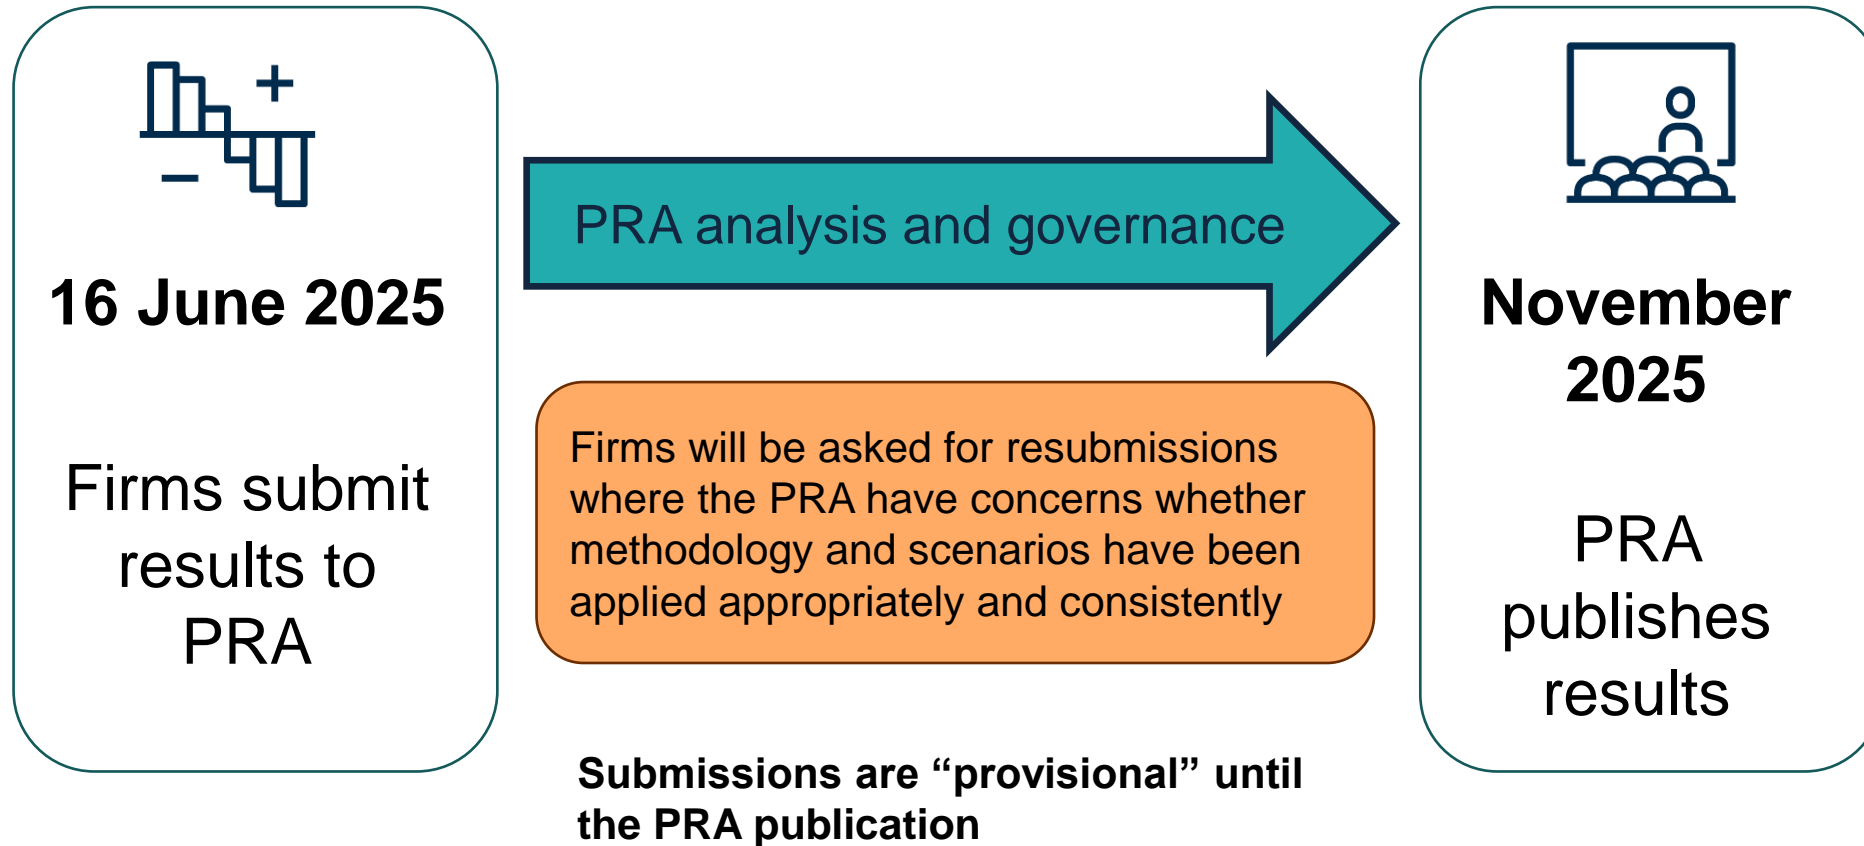 16 June 2025
Firms submit
results to
PRA
PRA analysis and governance
Firms will be asked for resubmissions
where the PRA have concerns whether
methodology and scenarios have been
applied appropriately and consistently
Submissions are “provisional” until
the PRA publication
November
2025
PRA
publishes
results